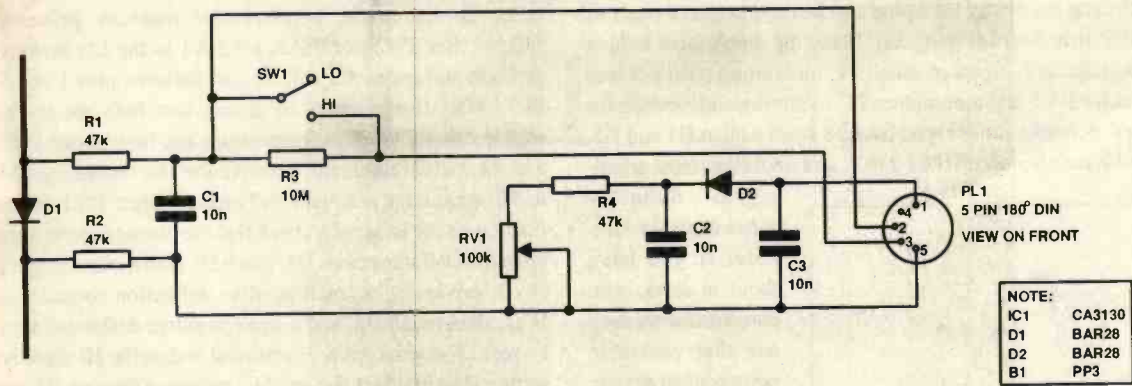 SW1
LO
HI
R1
47k
D1
R2
47k
C1
10n
R3
10M
R4
47k
D2
RV1
100k
C2
10n
C3
10n
1
4
2
3
5
PL1
5 PIN 180° DIN
VIEW ON FRONT
NOTE:
IC1 CA3130
D1 BAR28
D2 BAR28
B1 PP3